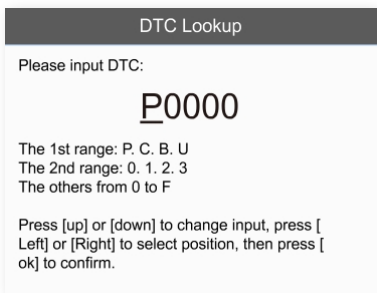 DTC Lookup
Please input DTC:
P0000
The 1st range: P. C. B. U
The 2nd range: 0. 1. 2. 3
The others from 0 to F
Press [up] or [down] to change input, press [
Left] or [Right] to select position, then press [
ok] to confirm.